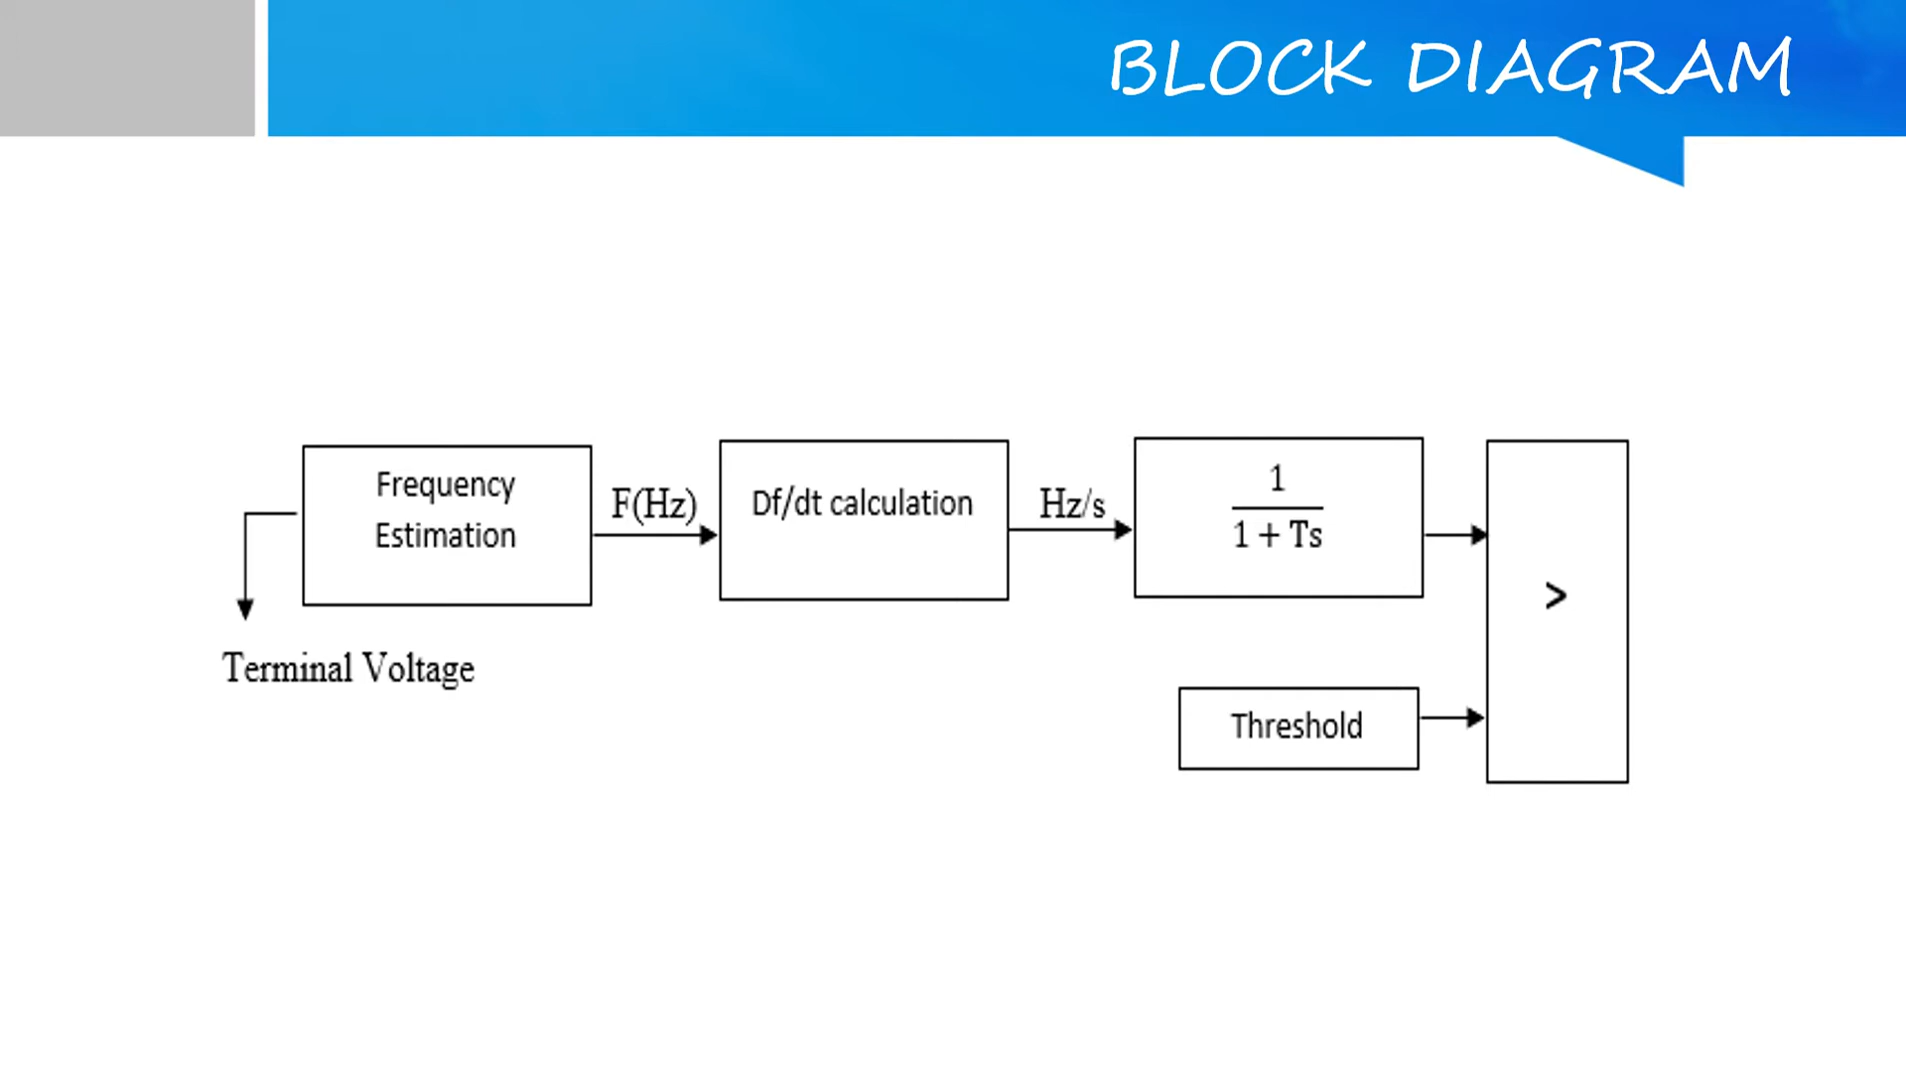 BLOCK DIAGRAM
Frequency
Estimation
F(Hz)
Df/dt calculation
Hz/s
1
1 + Ts
>
Terminal Voltage
Threshold